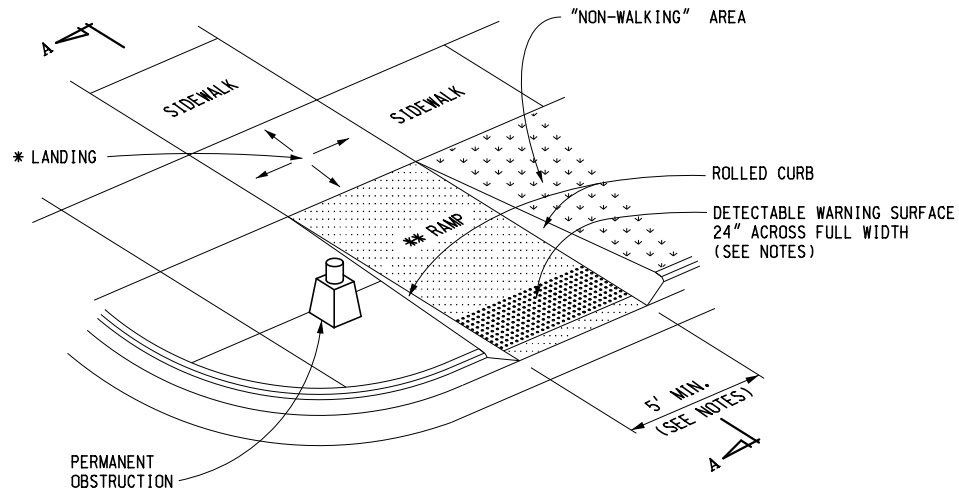 "NON-WALKING" AREA
A
SIDEWALK
SIDEWALK
* LANDING
ROLLED CURB
DETECTABLE WARNING SURFACE
24" ACROSS FULL WIDTH
(SEE NOTES)
** RAMP
5' MIN.
(SEE NOTES)
A
PERMANENT
OBSTRUCTION